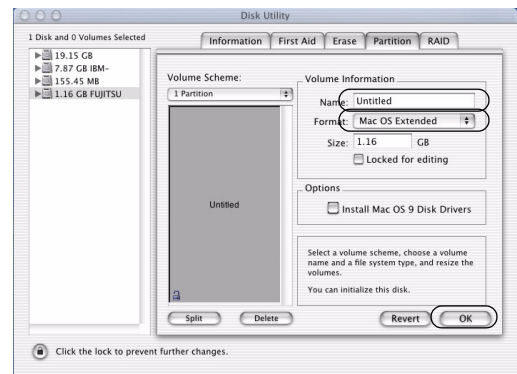 Disk Utility
1 Disk and 0 Volumes Selected
19.15 GB
7.87 GB IBM-
155.45 MB
1.16 GB FUJITSU
Information First Aid Erase Partition RAID
Volume Scheme:
1 Partition
Untitled
Split Delete
Volume Information
Name: Untitled
Format: Mac OS Extended
Size: 1.16 GB
Locked for editing
Options
Install Mac OS 9 Disk Drivers
Select a volume scheme, choose a volume
name and a file system type, and resize the
volumes.
You can initialize this disk.
Revert OK
Click the lock to prevent further changes.